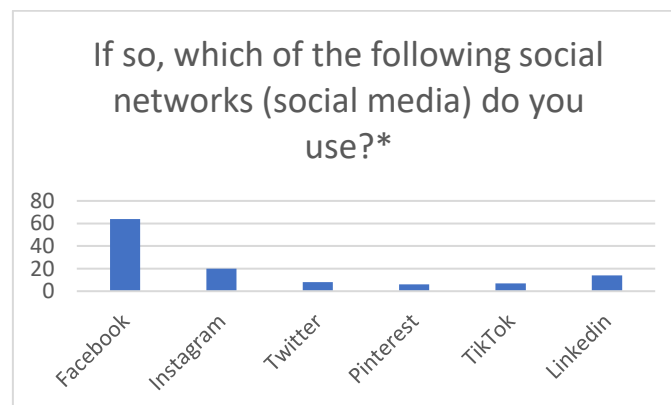 If so, which of the following social
networks (social media) do you
use?*
80
60
40
20
0
Facebook
Instagram
Twitter
Pinterest
TikTok
Linkedin